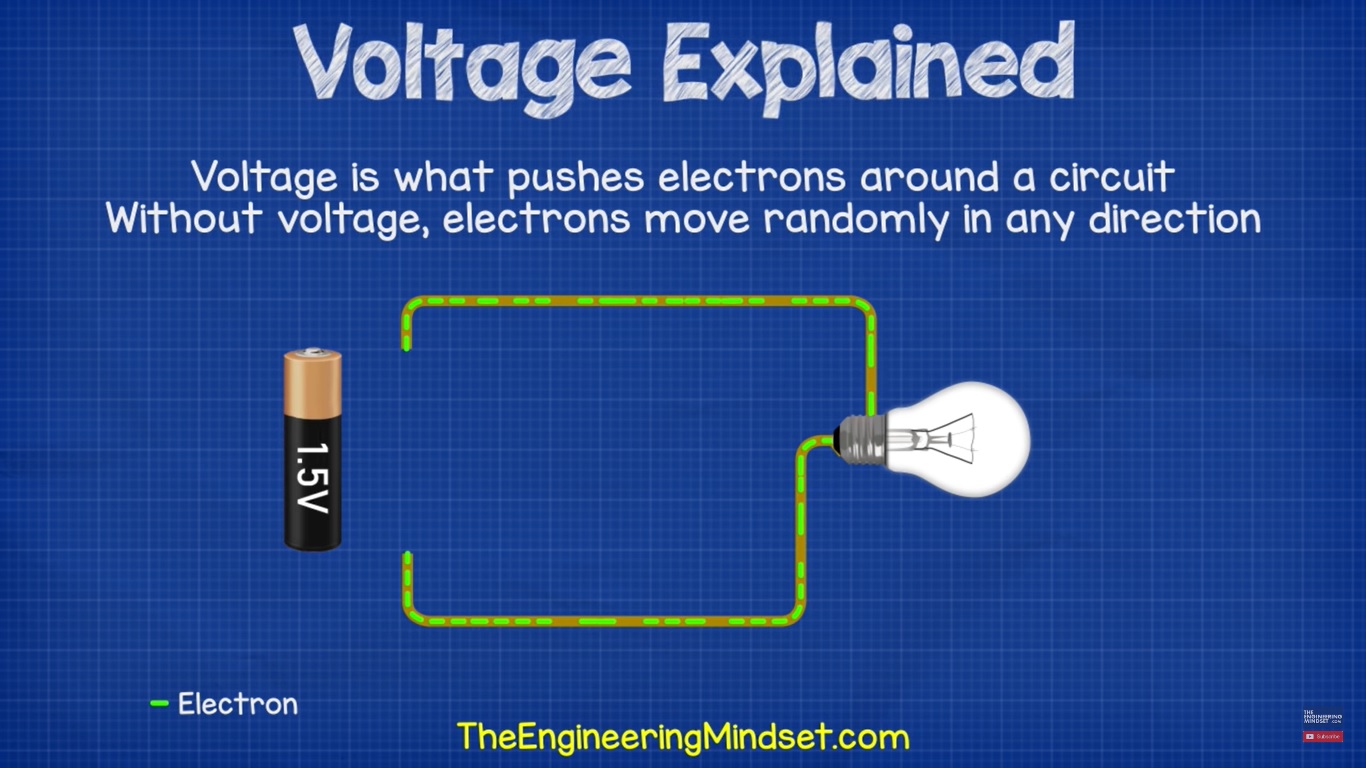 Voltage Explained
Voltage is what pushes electrons around a circuit
Without voltage, electrons move randomly in any direction
1.5V
Electron
TheEngineeringMindset.com
THE
ENGINEERING
MINDSET.COM
Subscribe